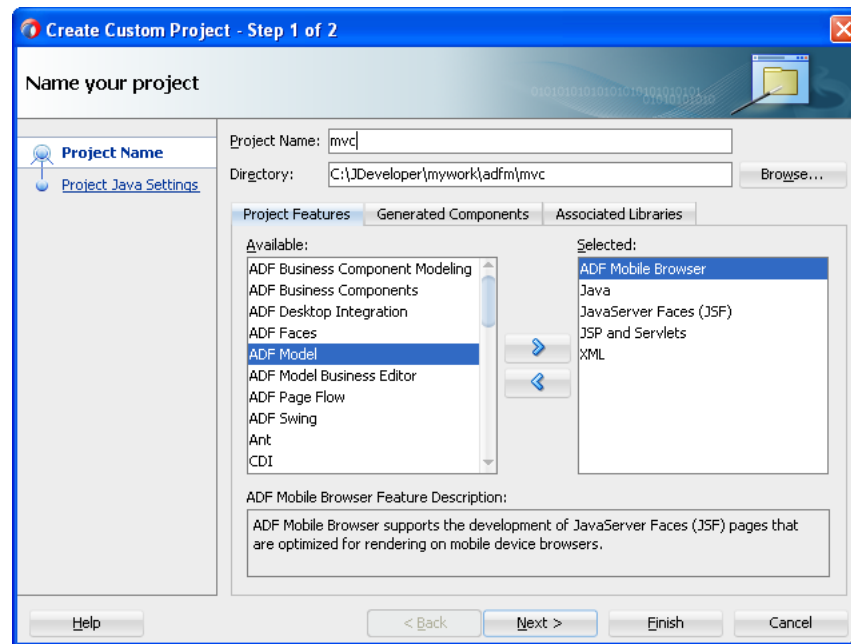 Create Custom Project - Step 1 of 2
Name your project
Project Name
Project Java Settings
Project Name: mvc
Directory: C:\JDeveloper\mywork\adfm\mvc Browse...
Project Features Generated Components Associated Libraries
Available:
ADF Business Component Modeling
ADF Business Components
ADF Desktop Integration
ADF Faces
ADF Model
ADF Model Business Editor
ADF Page Flow
ADF Swing
Ant
CDI
Selected:
ADF Mobile Browser
Java
JavaServer Faces (JSF)
JSP and Servlets
XML
ADF Mobile Browser Feature Description:
ADF Mobile Browser supports the development of JavaServer Faces (JSF) pages that
are optimized for rendering on mobile device browsers.
Help < Back Next > Finish Cancel